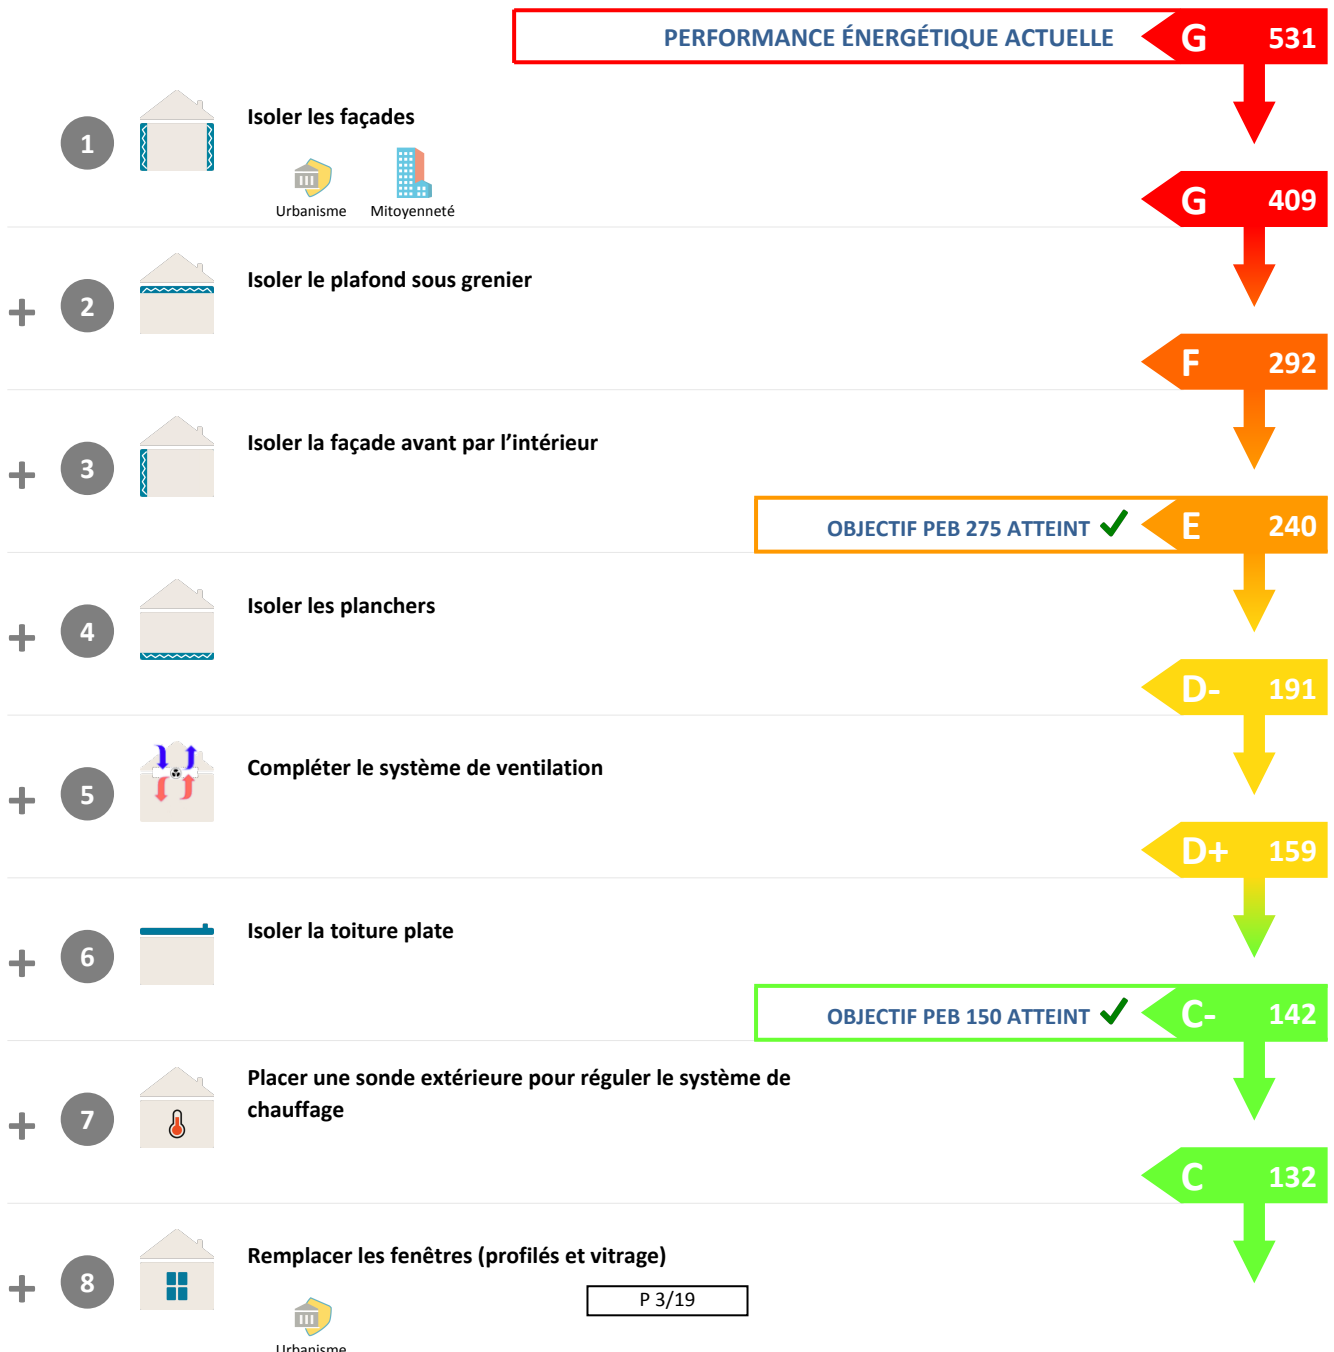 PERFORMANCE ÉNERGÉTIQUE ACTUELLE G 531
1 Isoler les façades
Urbanisme Mitoyenneté
G 409
+ 2 Isoler le plafond sous grenier
F 292
+ 3 Isoler la façade avant par l’intérieur
OBJECTIF PEB 275 ATTEINT E 240
+ 4 Isoler les planchers
D- 191
+ 5 Compléter le système de ventilation
D+ 159
+ 6 Isoler la toiture plate
OBJECTIF PEB 150 ATTEINT C- 142
+ 7 Placer une sonde extérieure pour réguler le système de
chauffage
C 132
+ 8 Remplacer les fenêtres (profilés et vitrage)
P 3/19
Urbanisme